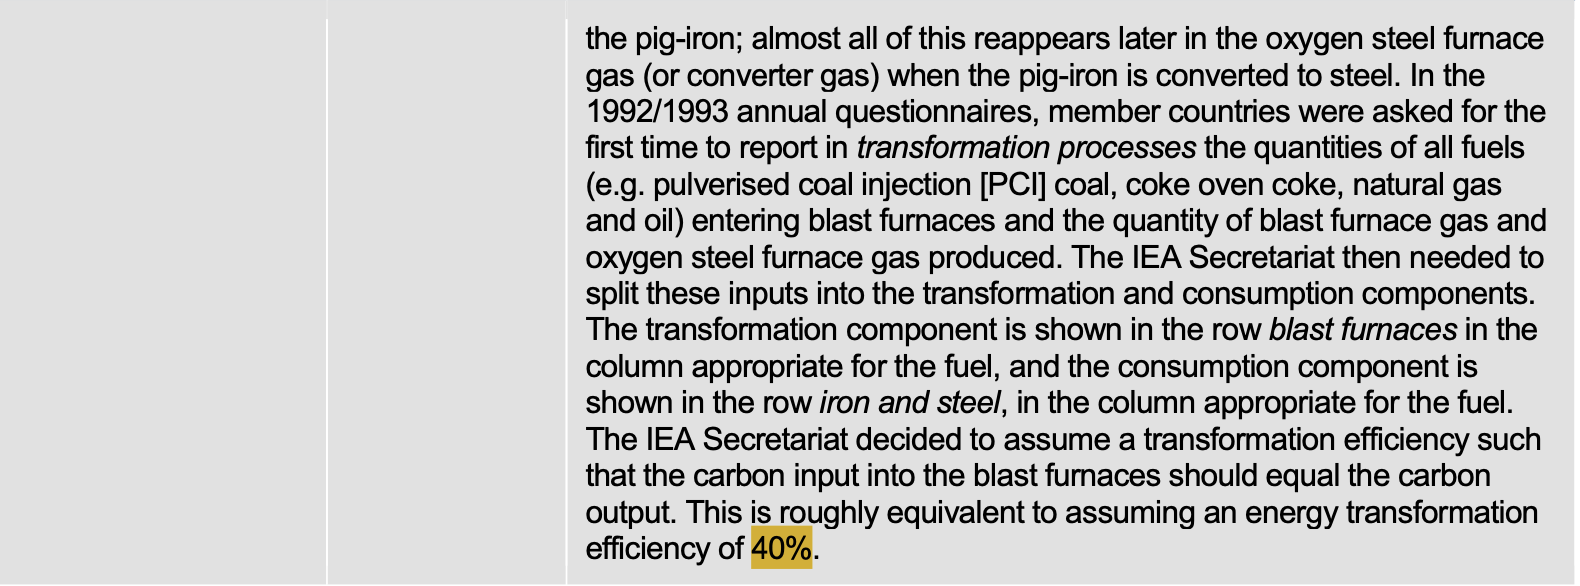 the pig-iron; almost all of this reappears later in the oxygen steel furnace
gas (or converter gas) when the pig-iron is converted to steel. In the
1992/1993 annual questionnaires, member countries were asked for the
first time to report in transformation processes the quantities of all fuels
(e.g. pulverised coal injection [PCI] coal, coke oven coke, natural gas
and oil) entering blast furnaces and the quantity of blast furnace gas and
oxygen steel furnace gas produced. The IEA Secretariat then needed to
split these inputs into the transformation and consumption components.
The transformation component is shown in the row blast furnaces in the
column appropriate for the fuel, and the consumption component is
shown in the row iron and steel, in the column appropriate for the fuel.
The IEA Secretariat decided to assume a transformation efficiency such
that the carbon input into the blast furnaces should equal the carbon
output. This is roughly equivalent to assuming an energy transformation
efficiency of 40%.